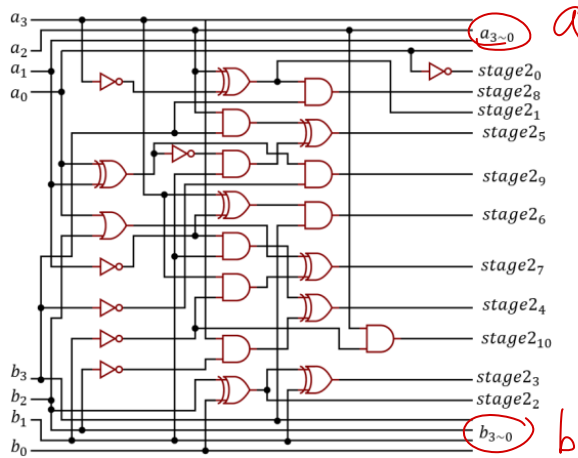 a₃
a₂
a₁
a₀
b₃
b₂
b₁
b₀
a₃~₀
a
stage2₀
stage2₈
stage2₁
stage2₅
stage2₉
stage2₆
stage2₇
stage2₄
stage2₁₀
stage2₃
stage2₂
b₃~₀
b